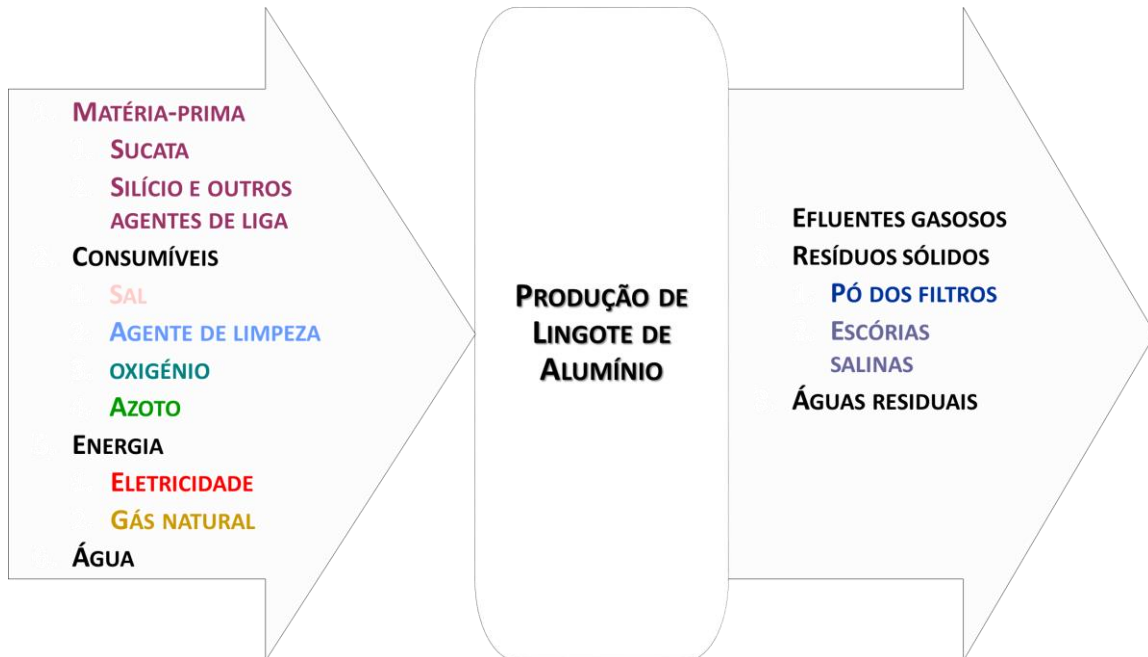 Matéria-prima
Sucata
Silício e outros
agentes de liga
Consumíveis
Sal
Agente de limpeza
oxigénio
Azoto
Energia
Eletricidade
Gás natural
Água
Produção de
Lingote de
Alumínio
Efluentes gasosos
Resíduos sólidos
Pó dos filtros
Escórias
salinas
Águas residuais